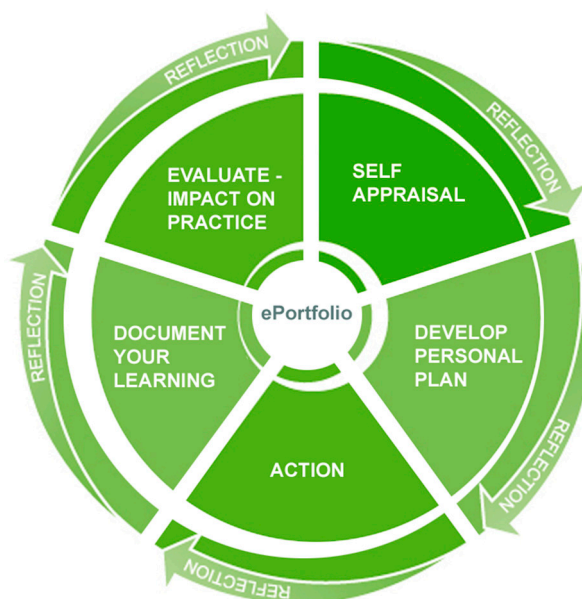 REFLECTION
SELF
APPRAISAL
REFLECTION
DEVELOP
PERSONAL
PLAN
REFLECTION
ACTION
REFLECTION
DOCUMENT
YOUR
LEARNING
REFLECTION
EVALUATE -
IMPACT ON
PRACTICE
ePortfolio